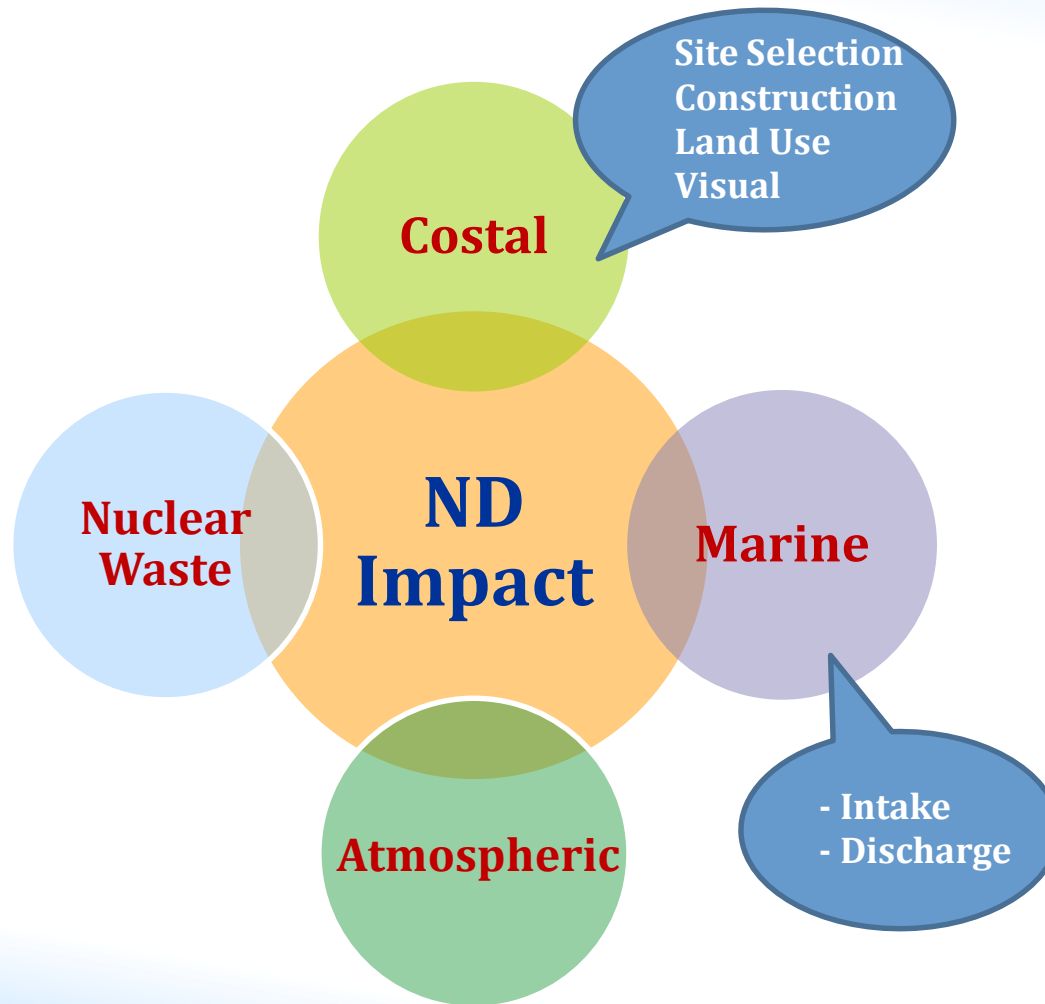 Site Selection
Construction
Land Use
Visual
Costal
Nuclear
Waste
ND
Impact
Marine
Atmospheric
- Intake
- Discharge